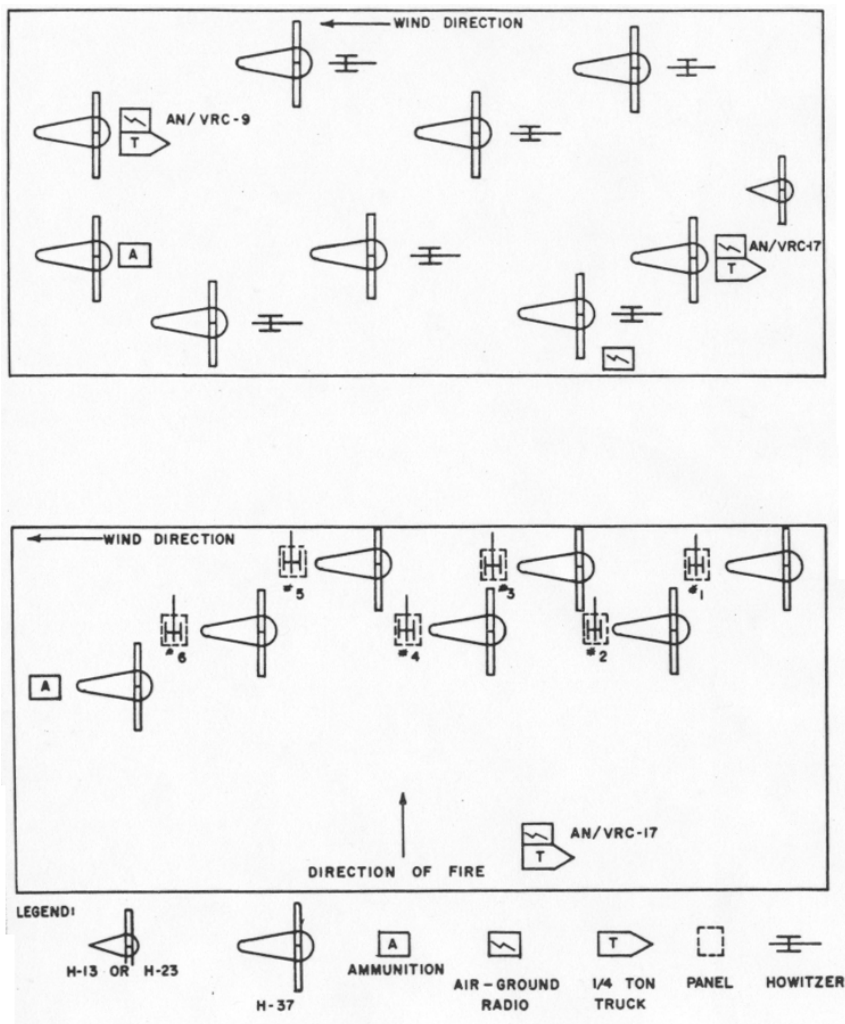 WIND DIRECTION
AN/VRC-9
T
AN/VRC-17
T
A
WIND DIRECTION
#5
#3
#1
#6
#4
#2
A
AN/VRC-17
T
DIRECTION OF FIRE
LEGEND:
A
T
H-13 OR H-23
AMMUNITION
H-37
AIR-GROUND
RADIO
1/4 TON
TRUCK
PANEL
HOWITZER